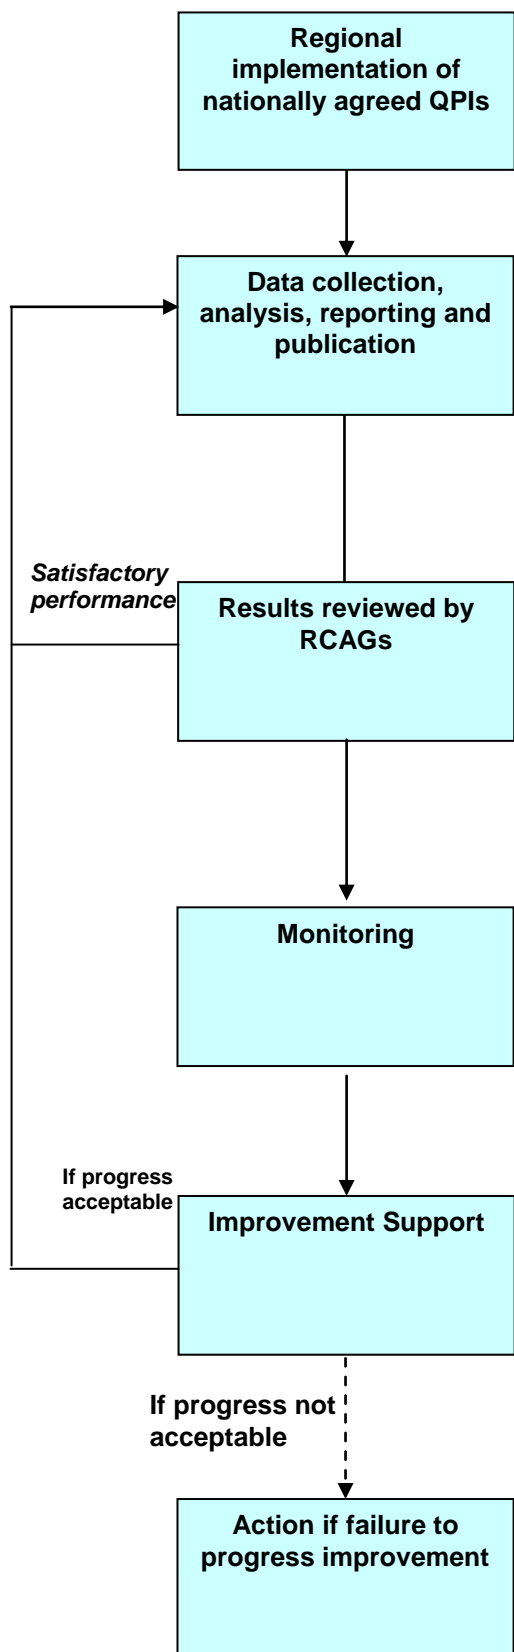 Regional
implementation of
nationally agreed QPIs
Data collection,
analysis, reporting and
publication
Satisfactory
performance
Results reviewed by
RCAGs
Monitoring
If progress
acceptable
Improvement Support
If progress not
acceptable
Action if failure to
progress improvement